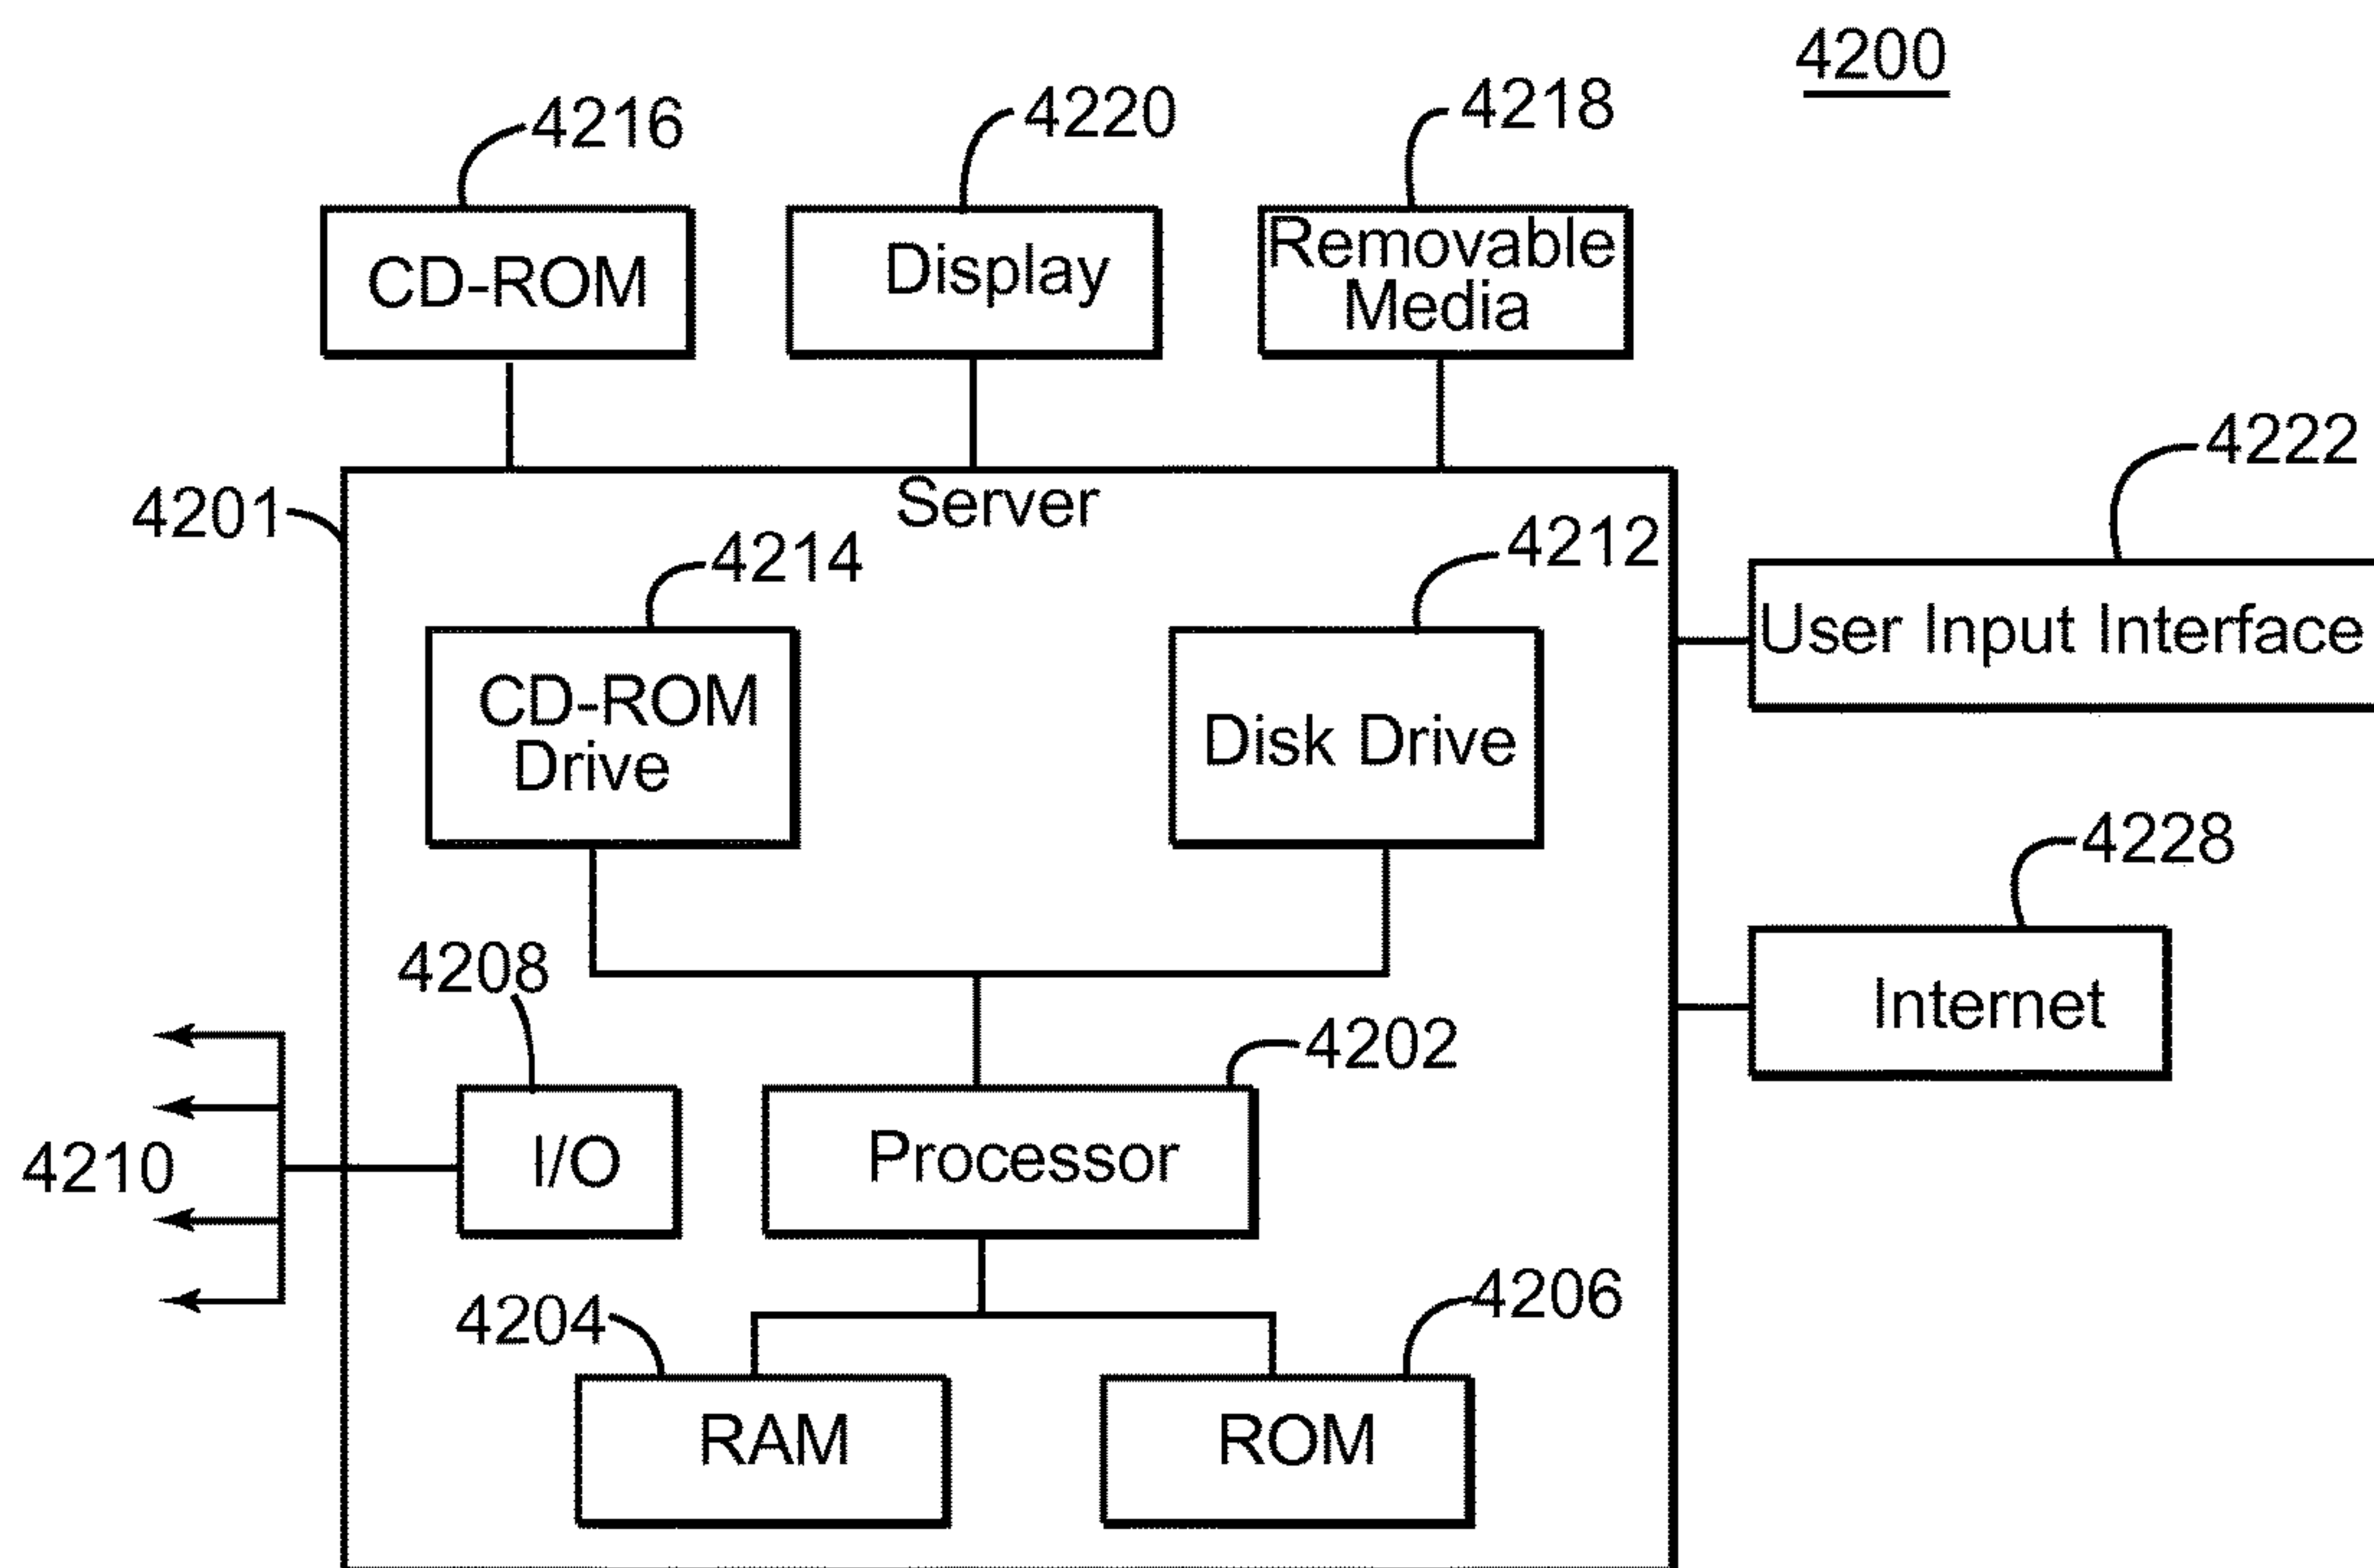 4200
4216
4220
4218
CD-ROM
Display
Removable
Media
4222
4201
Server
4214
4212
User Input Interface
CD-ROM
Drive
Disk Drive
4228
4208
Internet
4202
4210
I/O
Processor
4204
4206
RAM
ROM